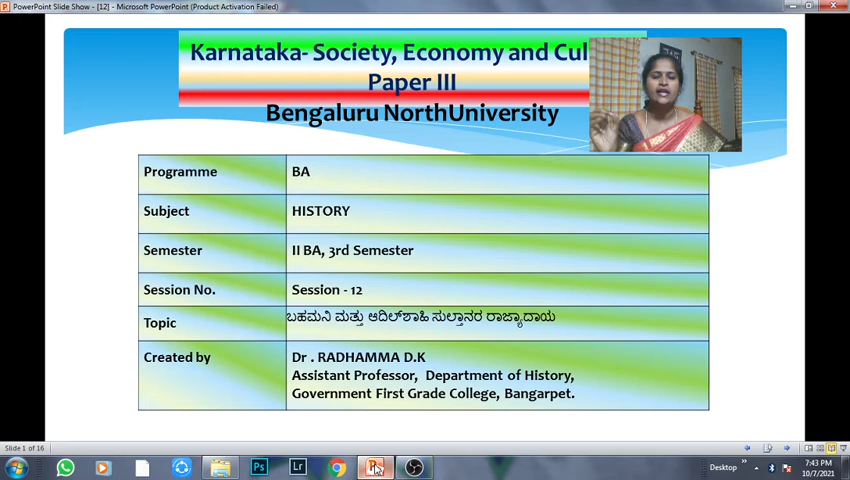 PowerPoint Slide Show - [12] - Microsoft PowerPoint (Product Activation Failed)
Karnataka- Society, Economy and Cul
Paper III
Bengaluru NorthUniversity
Programme BA
Subject HISTORY
Semester II BA, 3rd Semester
Session No. Session - 12
Topic ಬಹಮನಿ ಮತ್ತು ಆದಿಲ್‌ಶಾಹಿ ಸುಲ್ತಾನರ ರಾಜ್ಯಾದಾಯ
Created by Dr . RADHAMMA D.K
Assistant Professor, Department of History,
Government First Grade College, Bangarpet.
Slide 1 of 16
Ps Lr Desktop 7:43 PM
10/7/2021